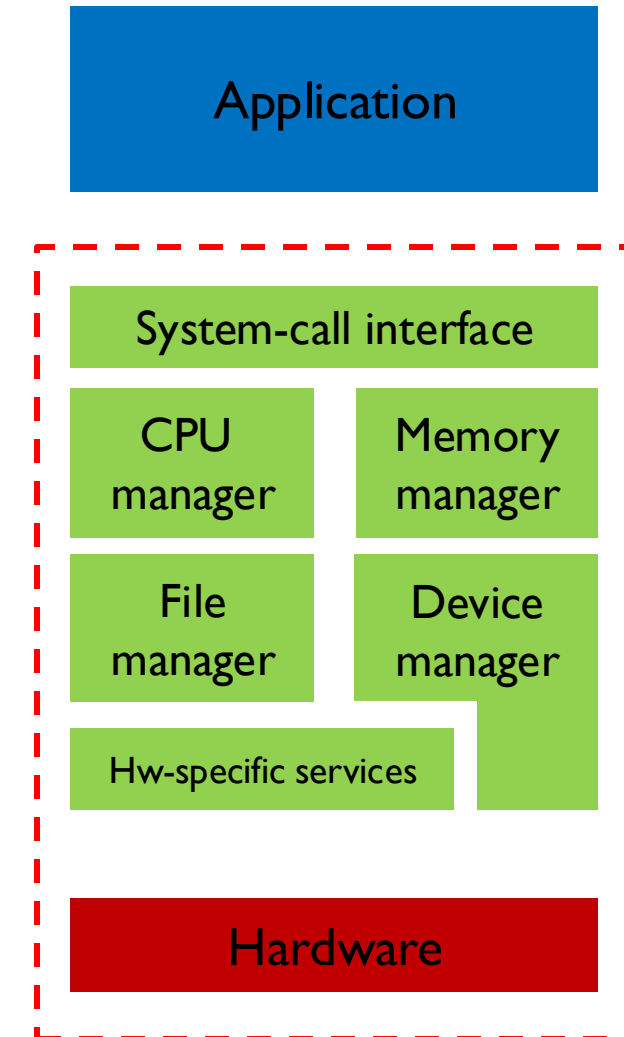 Application
System-call interface
CPU
manager
Memory
manager
File
manager
Device
manager
Hw-specific services
Hardware